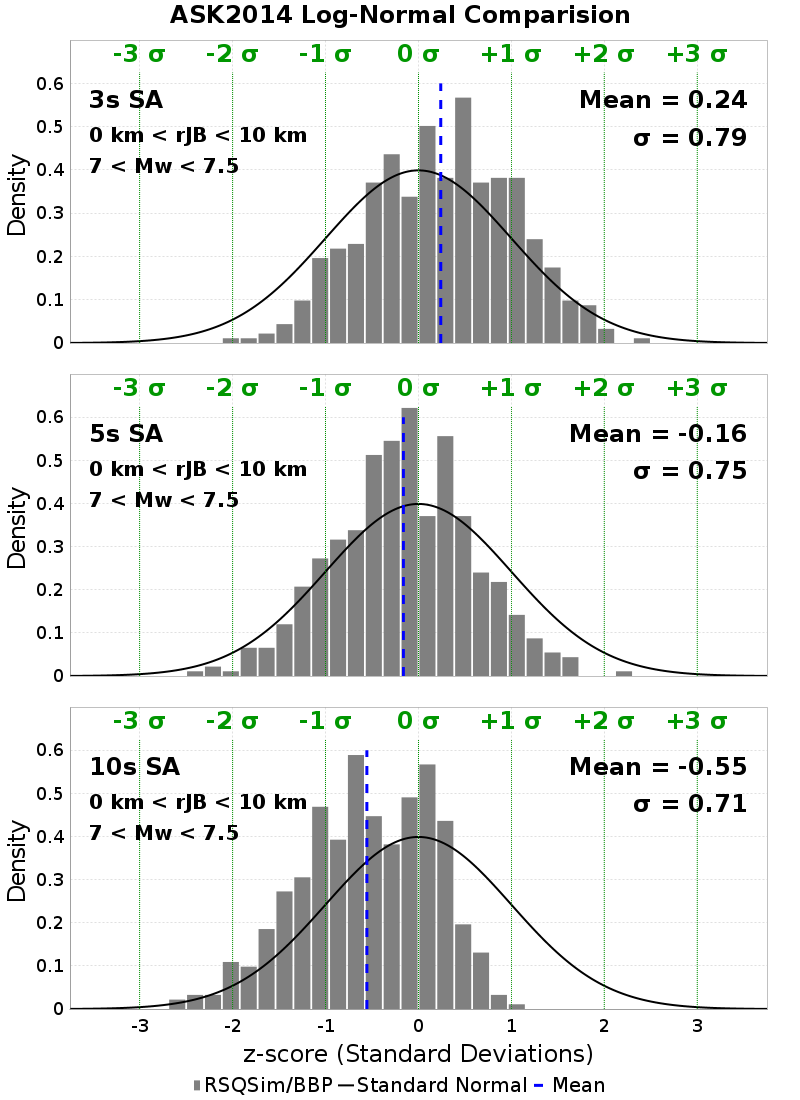 ASK2014 Log-Normal Comparision
-3 σ -2 σ -1 σ 0 σ +1 σ +2 σ +3 σ
0.6
3s SA Mean = 0.24
0.5
0 km < rJB < 10 km σ = 0.79
0.4
7 < Mw < 7.5
0.3
0.2
0.1
0
Density
-3 σ -2 σ -1 σ 0 σ +1 σ +2 σ +3 σ
0.6
5s SA Mean = -0.16
0.5
0 km < rJB < 10 km σ = 0.75
0.4
7 < Mw < 7.5
0.3
0.2
0.1
0
Density
-3 σ -2 σ -1 σ 0 σ +1 σ +2 σ +3 σ
0.6
10s SA Mean = -0.55
0.5
0 km < rJB < 10 km σ = 0.71
0.4
7 < Mw < 7.5
0.3
0.2
0.1
0
Density
-3 -2 -1 0 1 2 3
z-score (Standard Deviations)
RSQSim/BBP Standard Normal Mean